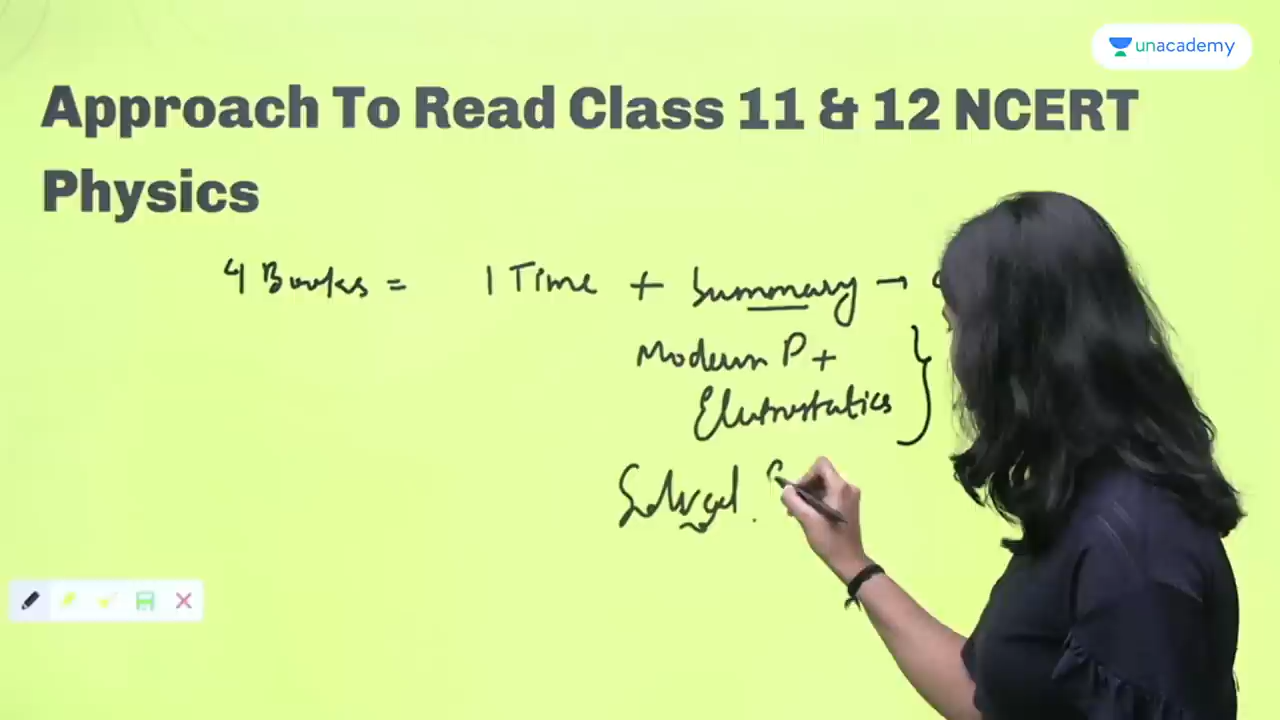 unacademy
Approach To Read Class 11 & 12 NCERT
Physics
4 Books = 1 Time + Summary →
Modern P +
Electrostatics
Solved